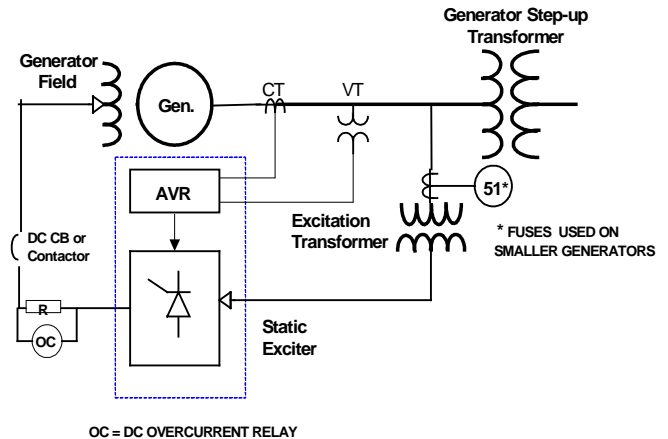 Generator Step-up
Transformer
Generator
Field
Gen.
CT
VT
51*
AVR
Excitation
Transformer
* FUSES USED ON
SMALLER GENERATORS
DC CB or
Contactor
R
OC
Static
Exciter
OC = DC OVERCURRENT RELAY